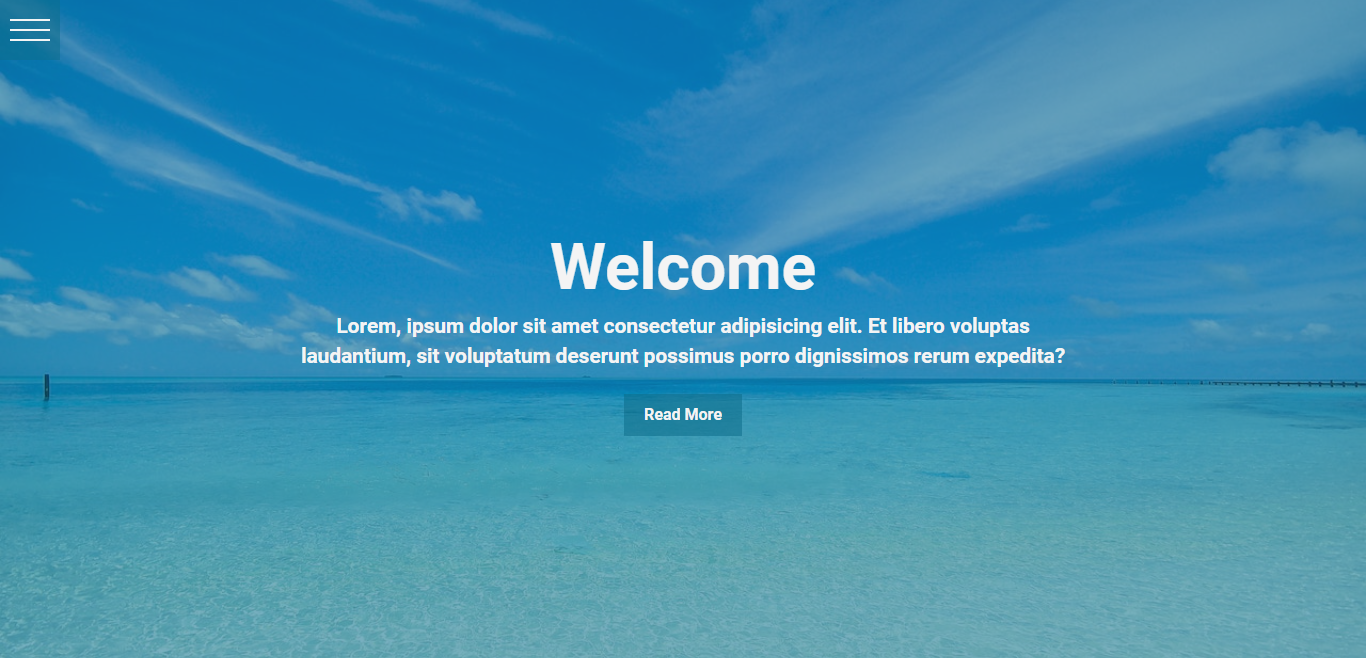 Welcome
Lorem, ipsum dolor sit amet consectetur adipisicing elit. Et libero voluptas
laudantium, sit voluptatum deserunt possimus porro dignissimos rerum expedita?
Read More